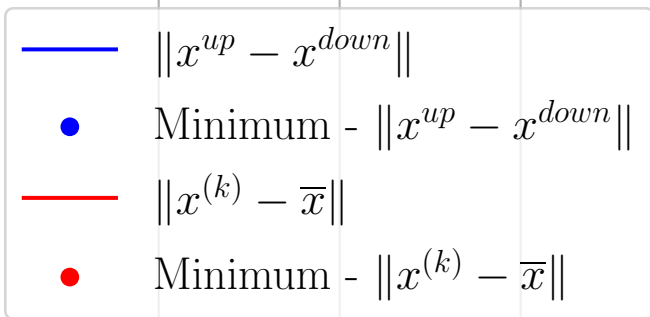 ‖x^{up} − x^{down}‖
Minimum - ‖x^{up} − x^{down}‖
‖x^{(k)} − x̅‖
Minimum - ‖x^{(k)} − x̅‖